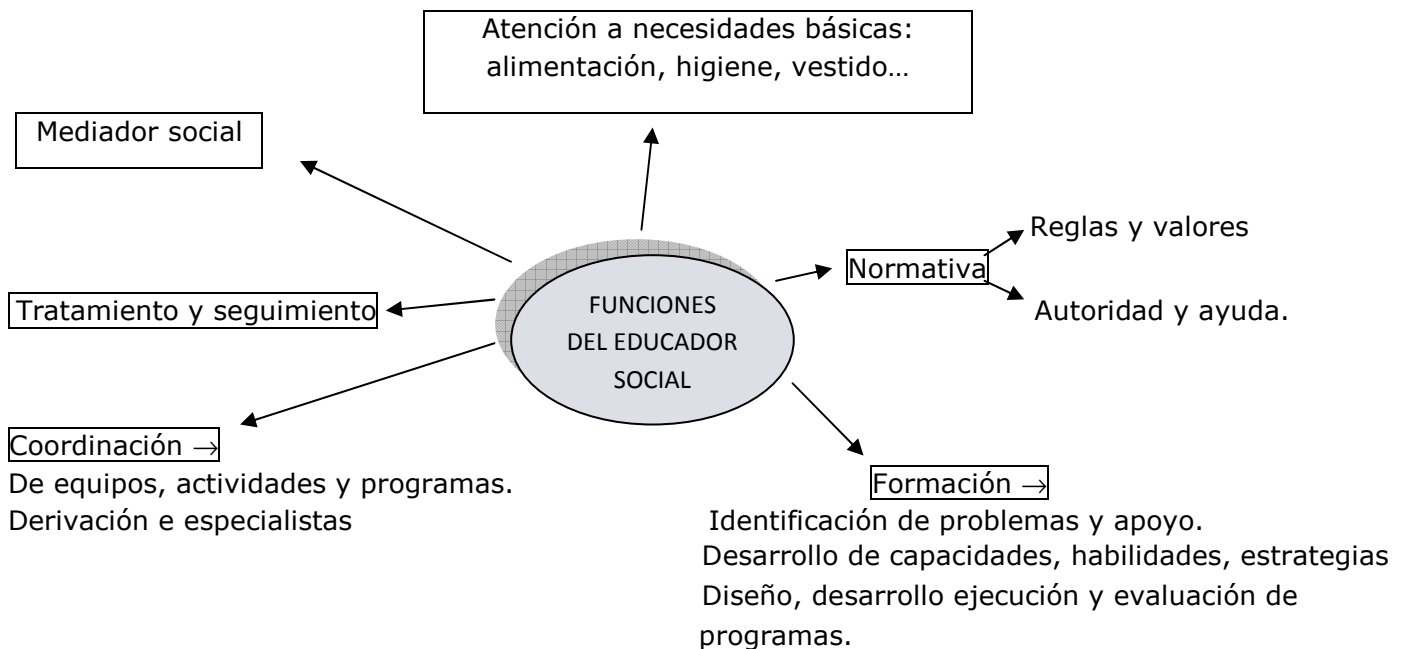 Atención a necesidades básicas:
alimentación, higiene, vestido…
Mediador social
Reglas y valores
Normativa
Autoridad y ayuda.
Tratamiento y seguimiento
FUNCIONES
DEL EDUCADOR
SOCIAL
Coordinación →
De equipos, actividades y programas.
Derivación e especialistas
Formación →
Identificación de problemas y apoyo.
Desarrollo de capacidades, habilidades, estrategias
Diseño, desarrollo ejecución y evaluación de
programas.